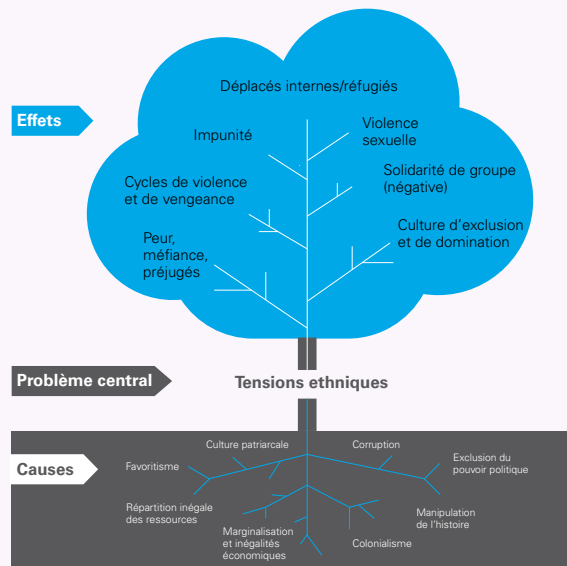 Déplacés internes/réfugiés
Effets
Impunité
Violence
sexuelle
Cycles de violence
et de vengeance
Solidarité de groupe
(négative)
Peur,
méfiance,
préjugés
Culture d’exclusion
et de domination
Problème central
Tensions ethniques
Causes
Culture patriarcale
Corruption
Favoritisme
Exclusion du
pouvoir politique
Répartition inégale
des ressources
Manipulation
de l’histoire
Marginalisation
et inégalités
économiques
Colonialisme